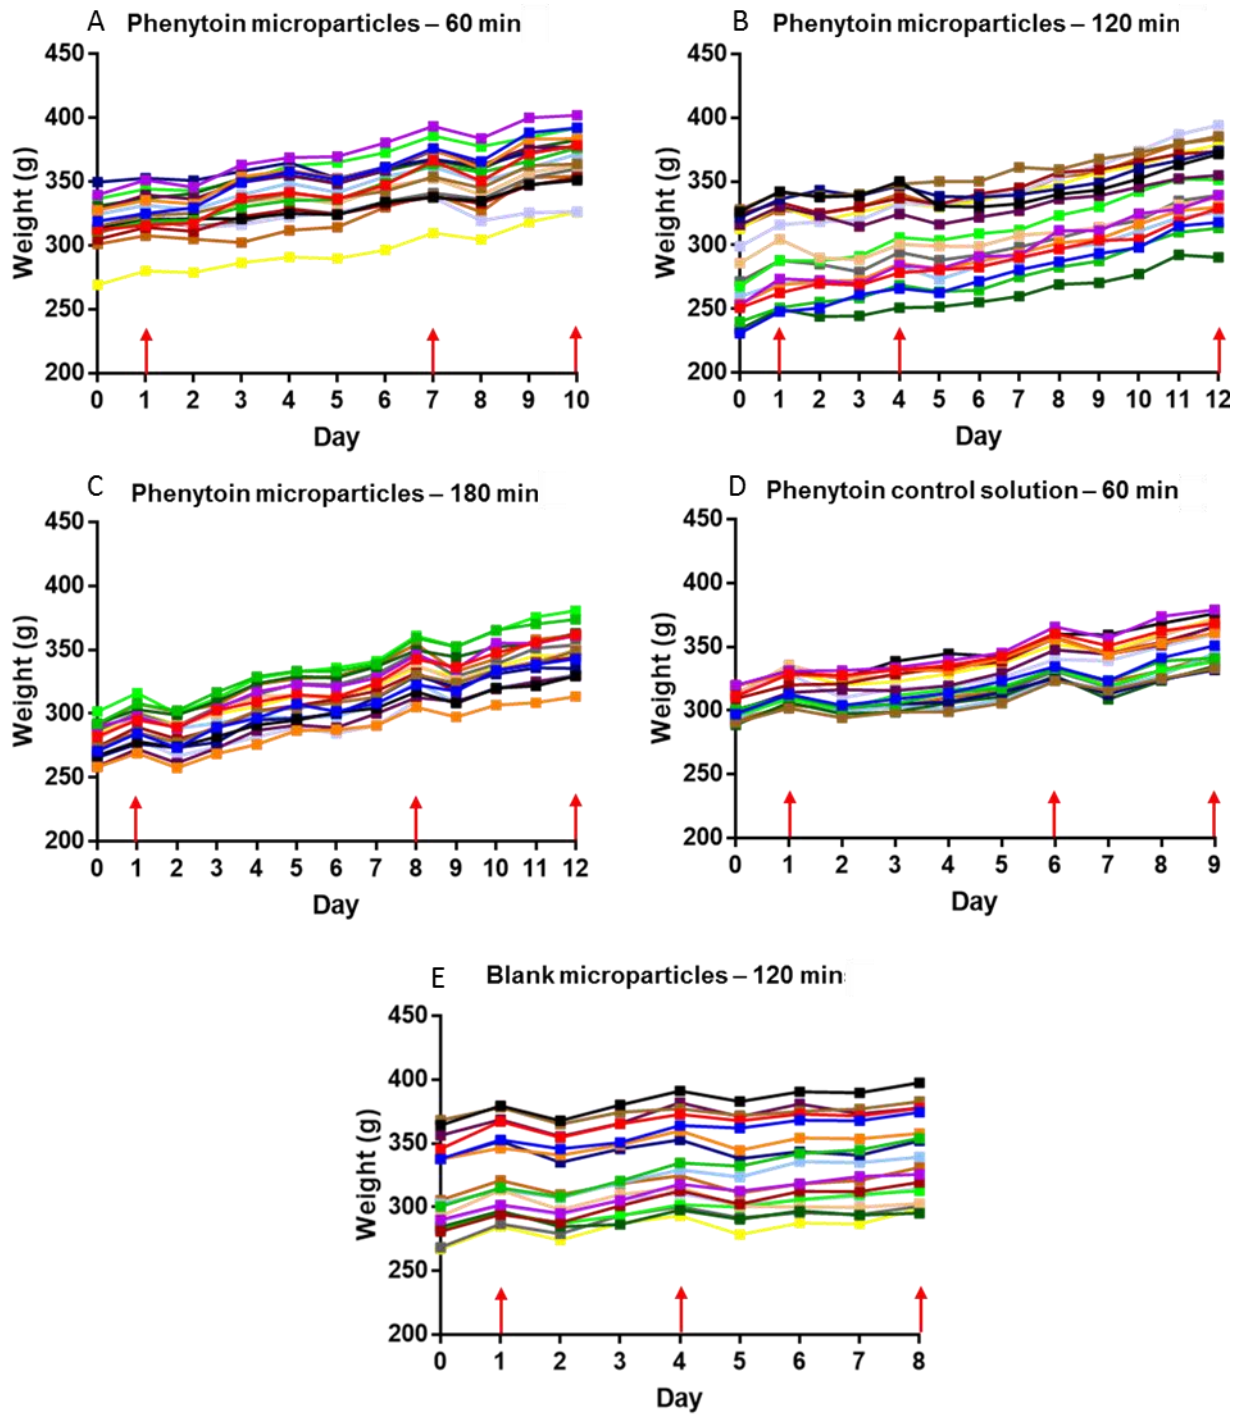 A Phenytoin microparticles – 60 min
450
400
350
300
250
200
Weight (g)
0 1 2 3 4 5 6 7 8 9 10
Day
B Phenytoin microparticles – 120 min
450
400
350
300
250
200
Weight (g)
0 1 2 3 4 5 6 7 8 9 10 11 12
Day
C Phenytoin microparticles – 180 min
450
400
350
300
250
200
Weight (g)
0 1 2 3 4 5 6 7 8 9 10 11 12
Day
D Phenytoin control solution – 60 min
450
400
350
300
250
200
Weight (g)
0 1 2 3 4 5 6 7 8 9
Day
E Blank microparticles – 120 mins
450
400
350
300
250
200
Weight (g)
0 1 2 3 4 5 6 7 8
Day